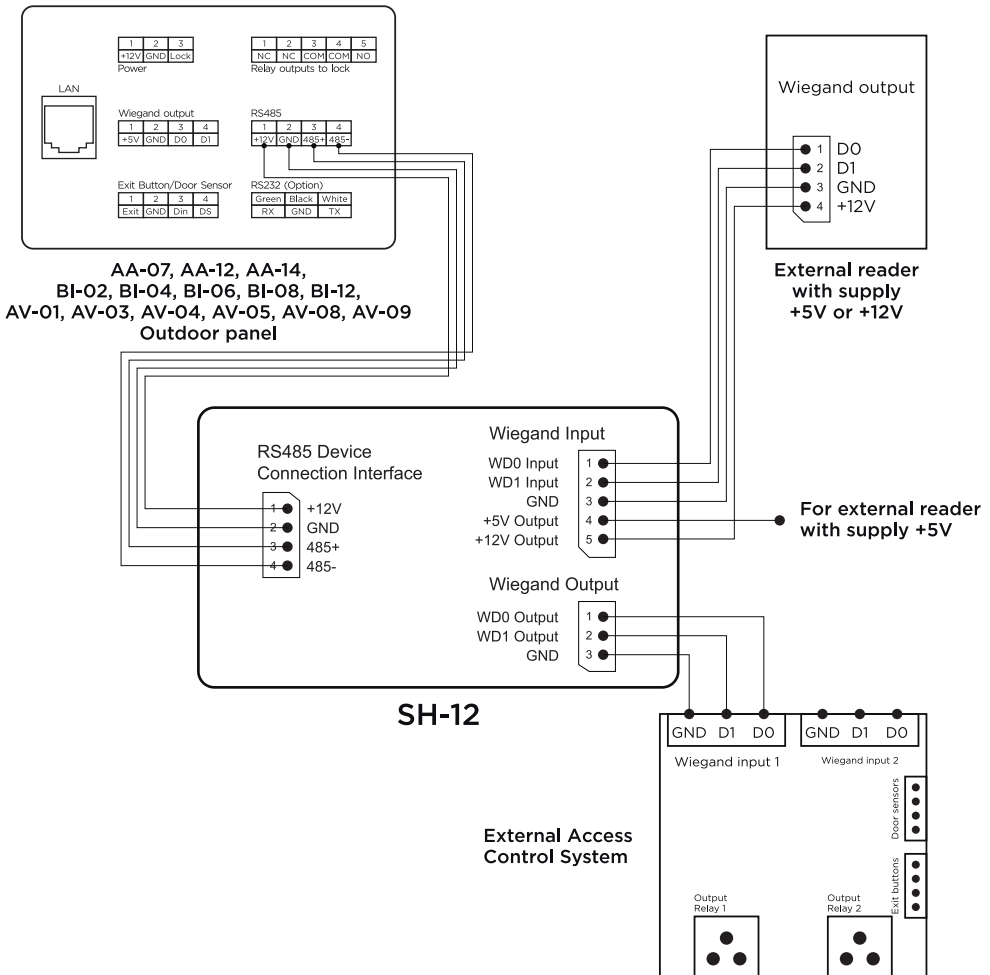 1 2 3
+12V GND Lock
Power
1 2 3 4 5
NC NC COM COM NO
Relay outputs to lock
LAN
Wiegand output
1 2 3 4
+5V GND D0 D1
RS485
1 2 3 4
+12V GND 485+ 485-
Exit Button/Door Sensor
1 2 3 4
Exit GND Din DS
RS232 (Option)
Green Black White
RX GND TX
AA-07, AA-12, AA-14,
BI-02, BI-04, BI-06, BI-08, BI-12,
AV-01, AV-03, AV-04, AV-05, AV-08, AV-09
Outdoor panel
Wiegand output
1 D0
2 D1
3 GND
4 +12V
External reader
with supply
+5V or +12V
RS485 Device
Connection Interface
1 +12V
2 GND
3 485+
4 485-
Wiegand Input
WD0 Input 1
WD1 Input 2
GND 3
+5V Output 4
+12V Output 5
For external reader
with supply +5V
Wiegand Output
WD0 Output 1
WD1 Output 2
GND 3
SH-12
GND D1 D0
Wiegand input 1
GND D1 D0
Wiegand input 2
Door sensors
Exit buttons
External Access
Control System
Output
Relay 1
Output
Relay 2